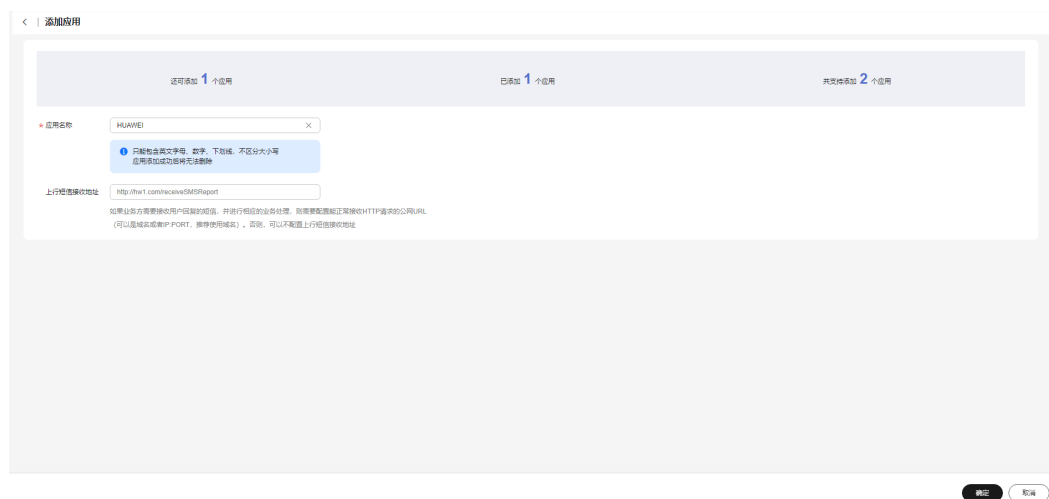 添加应用
还可添加 1 个应用 已添加 1 个应用 共支持添加 2 个应用
* 应用名称 HUAWEI
只能包含英文字母、数字、下划线、不区分大小写
应用添加成功后将无法删除
上行短信接收地址 http://hw1.com/receiveSMSReport
如果业务方需要接收用户回复的短信，并进行相应的业务处理，则需要配置能正常接收HTTP请求的公网URL
（可以是域名或者IP:PORT，推荐使用域名）。否则，可以不配置上行短信接收地址
确定 取消